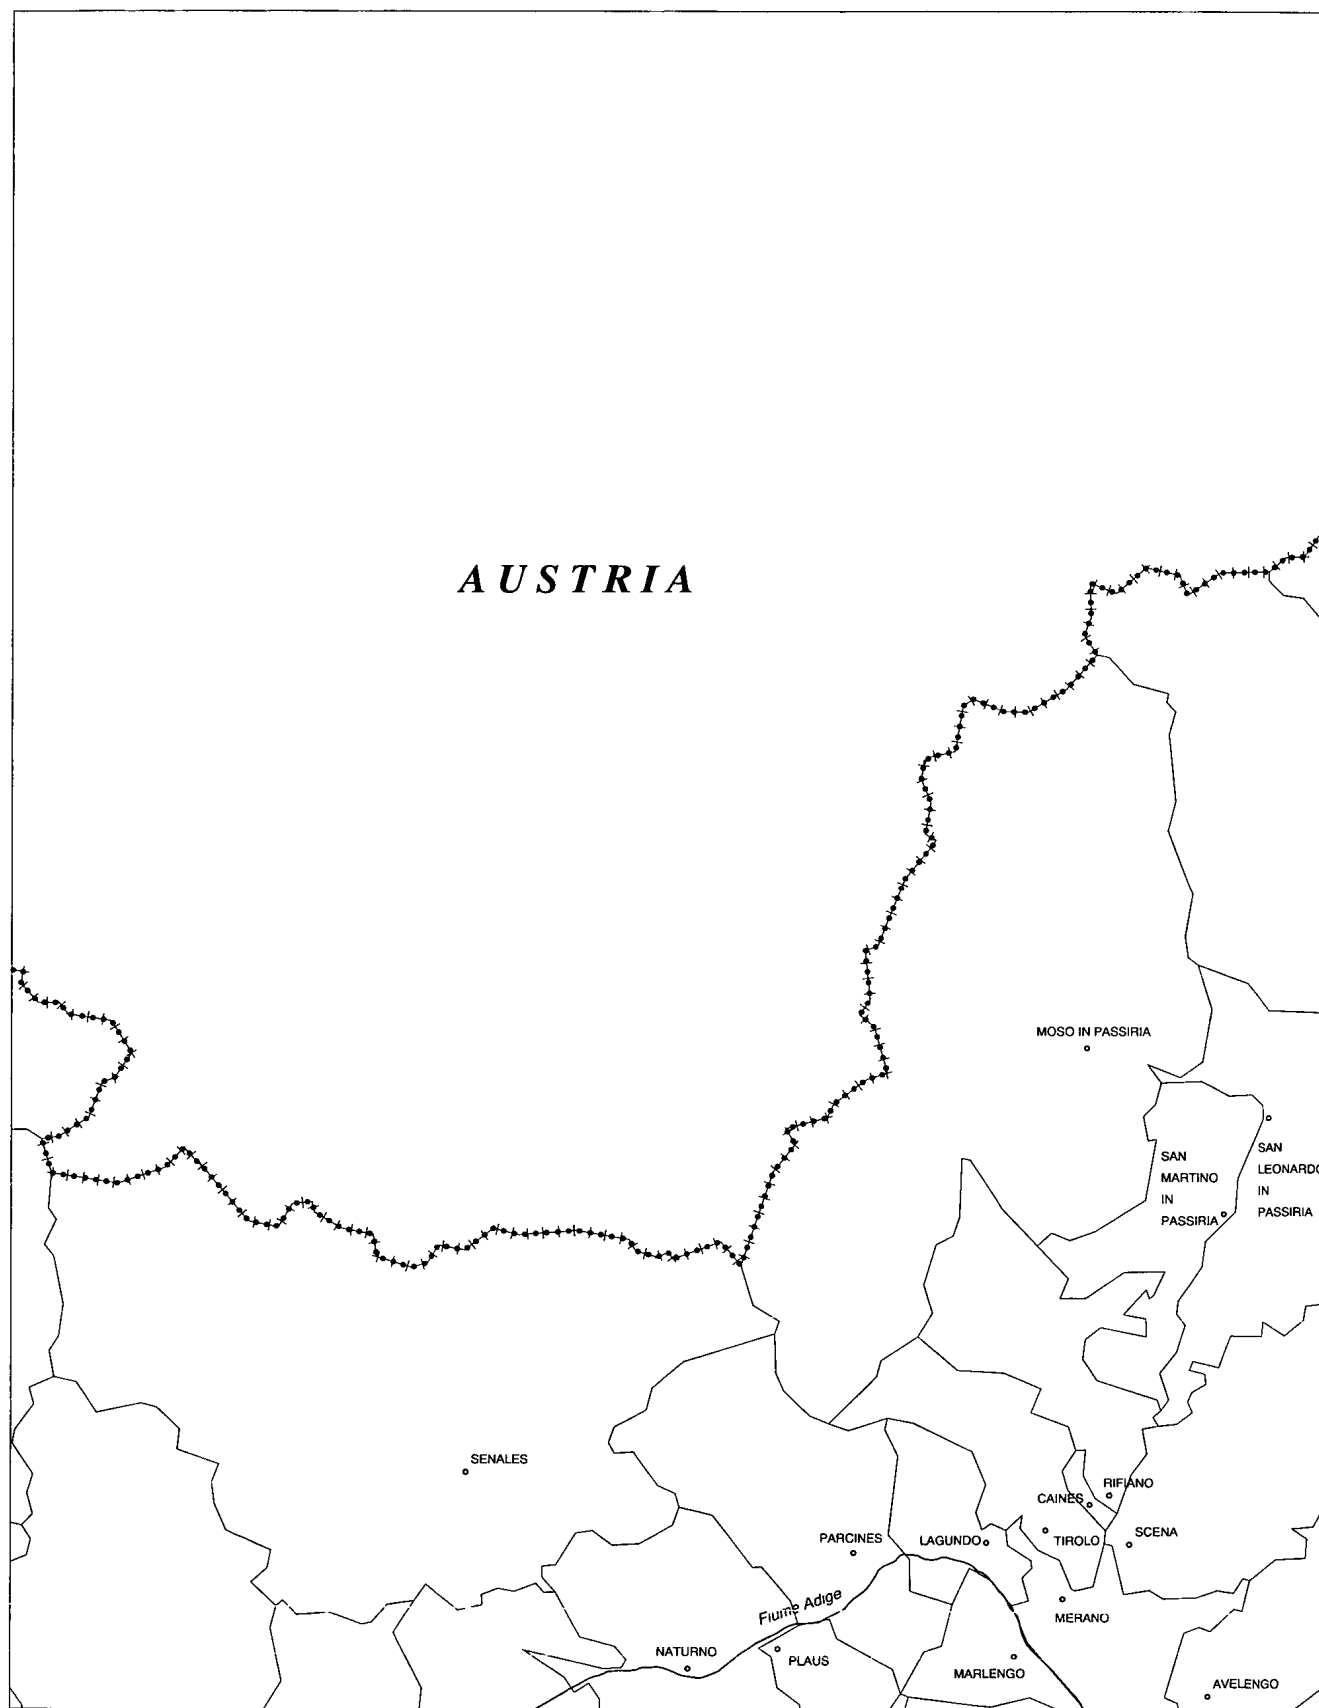 AUSTRIA
MOSO IN PASSIRIA
SAN
MARTINO
IN
PASSIRIA
SAN
LEONARDO
IN
PASSIRIA
SENALES
RIFIANO
CAINES
PARCINES
LAGUNDO
TIROLO
SCENA
Fiume Adige
MERANO
NATURNO
PLAUS
MARLENGO
AVELENGO